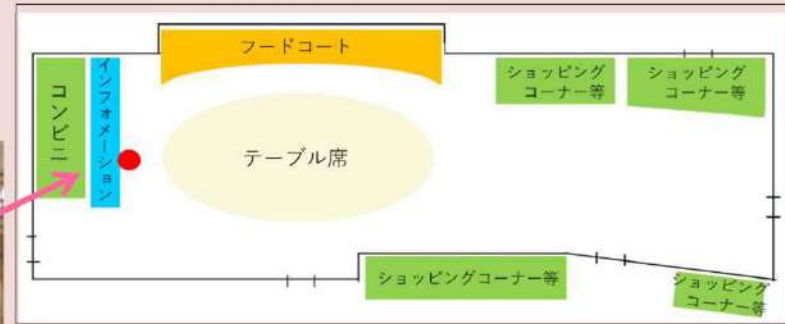 フードコート
コンビニ
インフォメーション
ショッピング
コーナー等
ショッピング
コーナー等
テーブル席
ショッピングコーナー等
ショッピング
コーナー等